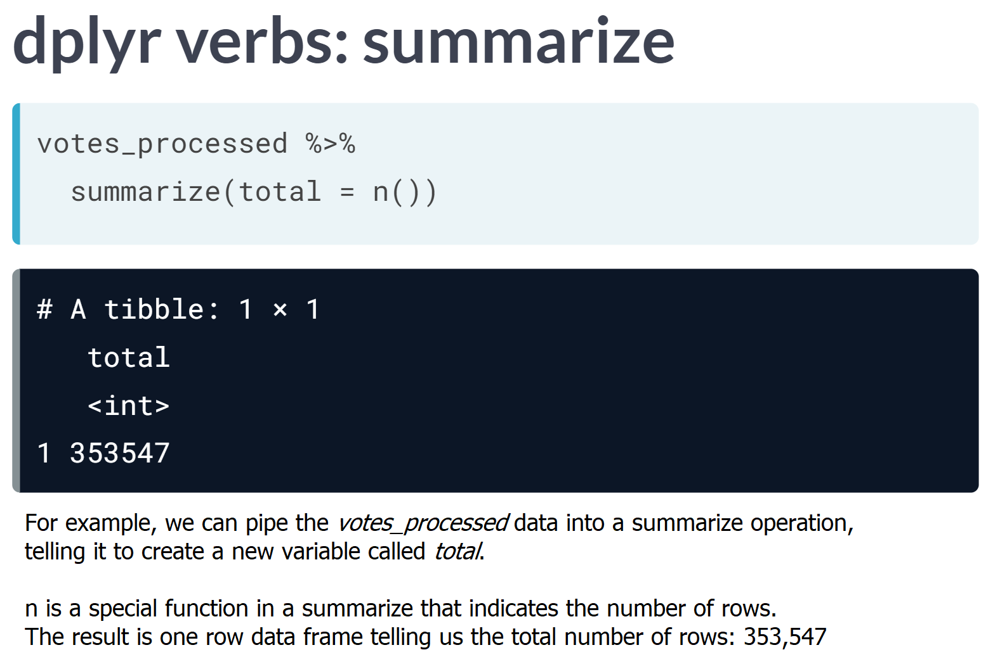 dplyr verbs: summarize
votes_processed %>%
  summarize(total = n())
# A tibble: 1 × 1
   total
   <int>
1 353547
For example, we can pipe the votes_processed data into a summarize operation,
telling it to create a new variable called total.
n is a special function in a summarize that indicates the number of rows.
The result is one row data frame telling us the total number of rows: 353,547